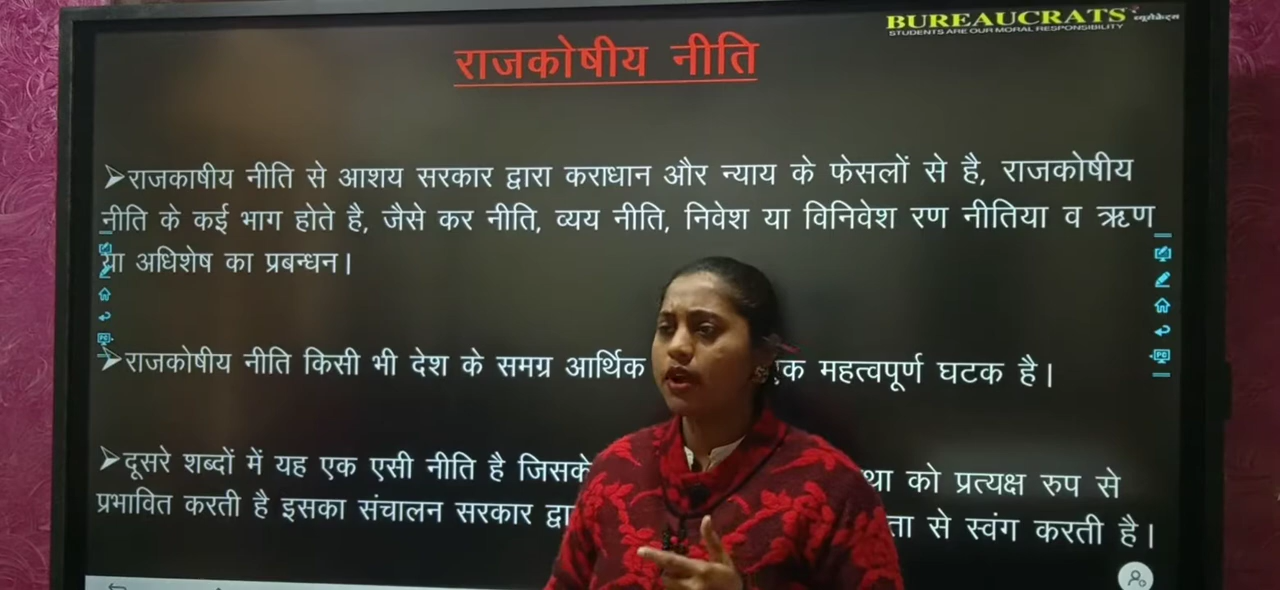 BUREAUCRATS ब्यूरोक्रेट्स
STUDENTS ARE OUR MORAL RESPONSIBILITY
राजकोषीय नीति
➢राजकाषीय नीति से आशय सरकार द्वारा कराधान और न्याय के फेसलों से है, राजकोषीय
नीति के कई भाग होते है, जैसे कर नीति, व्यय नीति, निवेश या विनिवेश रण नीतिया व ऋण
या अधिशेष का प्रबन्धन।
➢राजकोषीय नीति किसी भी देश के समग्र आर्थिक महत्वपूर्ण घटक है।
➢दूसरे शब्दों में यह एक एसी नीति है को प्रत्यक्ष रुप से
प्रभावित करती है इसका संचालन सरकार से स्वंग करती है।